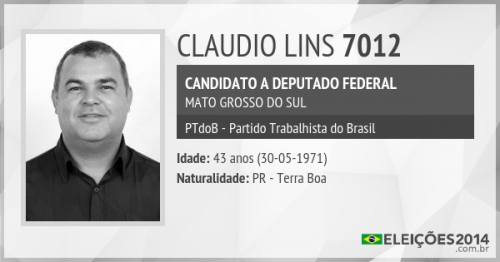 CLAUDIO LINS 7012
CANDIDATO A DEPUTADO FEDERAL
MATO GROSSO DO SUL
PTdoB - Partido Trabalhista do Brasil
Idade: 43 anos (30-05-1971)
Naturalidade: PR - Terra Boa
ELEIÇÕES2014
.com.br